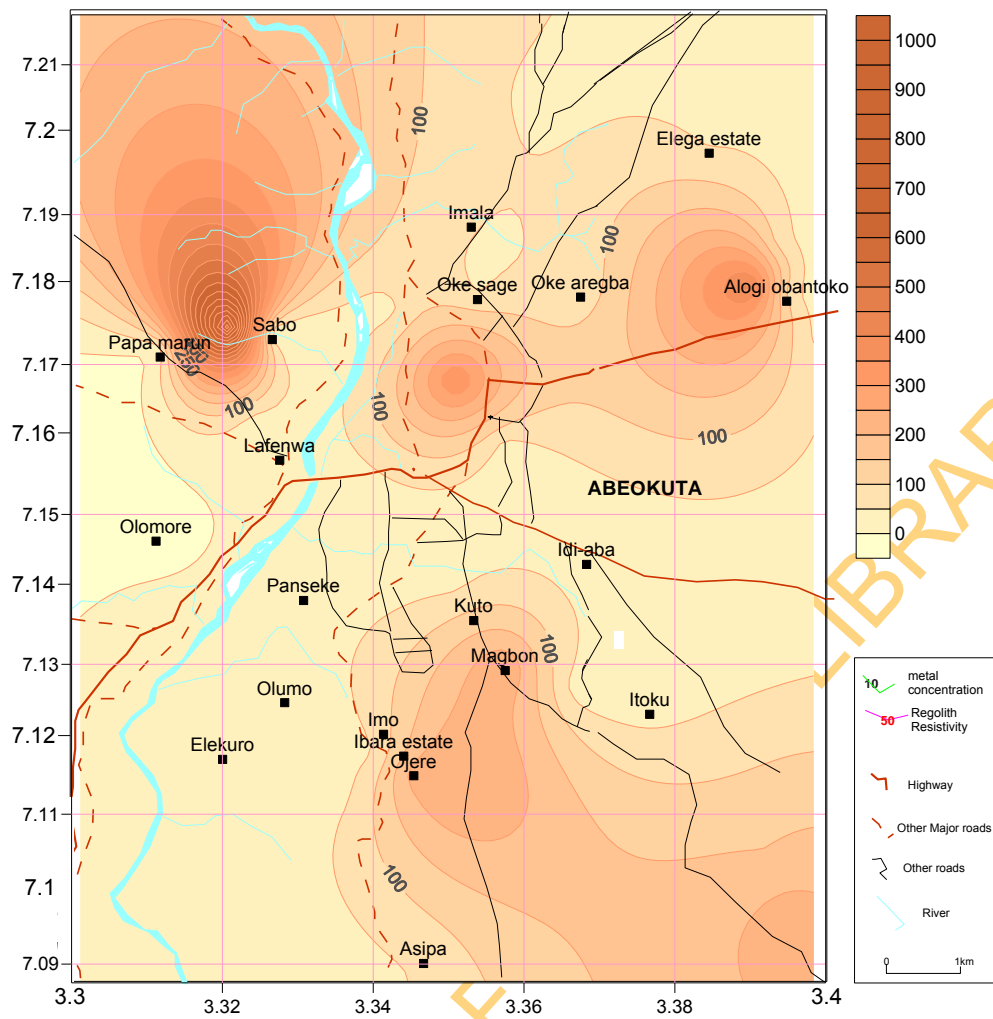 7.21
7.2
7.19
7.18
7.17
7.16
7.15
7.14
7.13
7.12
7.11
7.1
7.09
3.3
3.32
3.34
3.36
3.38
3.4
Elega estate
Imala
Oke sage
Oke aregba
Alogi obantoko
Sabo
Papa marun
Lafenwa
ABEOKUTA
Olomore
Idi-aba
Panseke
Kuto
Magbon
Olumo
Itoku
Imo
Ibara estate
Elekuro
Ojere
Asipa
100
100
250
100
100
100
100
100
1000
900
800
700
600
500
400
300
200
100
0
10
metal
concentration
50
Regolith
Resistivity
Highway
Other Major roads
Other roads
River
0 1km
LIBRAR